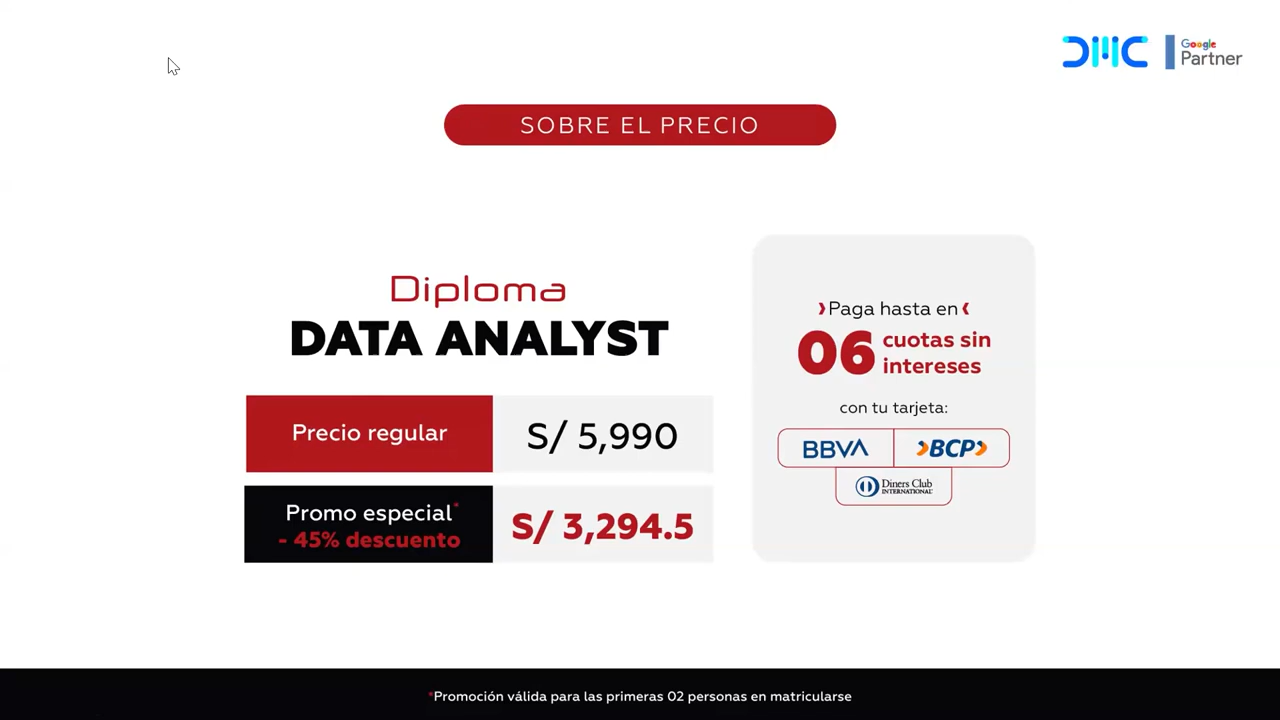 DMC
Google
Partner
SOBRE EL PRECIO
Diploma
DATA ANALYST
Precio regular
S/ 5,990
Promo especial*
- 45% descuento
S/ 3,294.5
Paga hasta en
06 cuotas sin
intereses
con tu tarjeta:
BBVA
BCP
Diners Club
INTERNATIONAL
*Promoción válida para las primeras 02 personas en matricularse